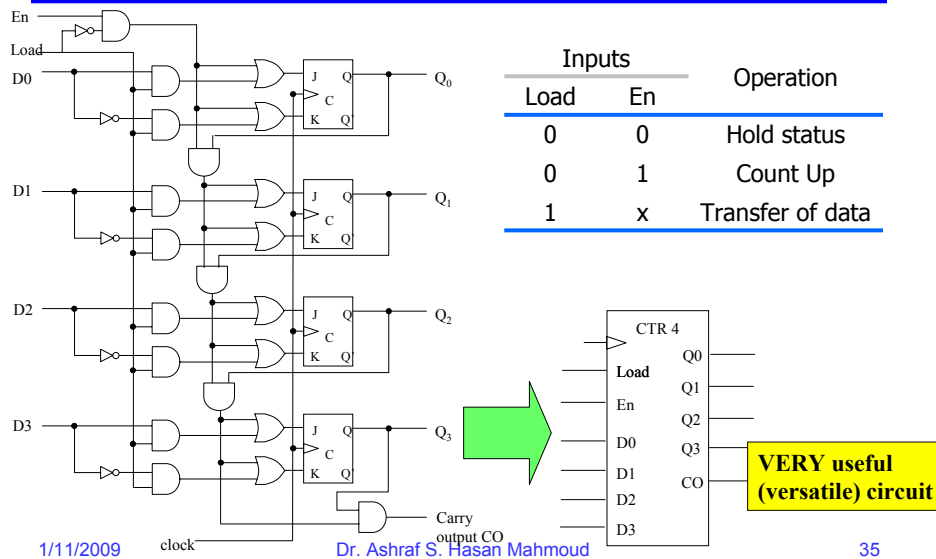 En
Load
D0
J Q
Q0
C
K Q'
D1
J Q
Q1
C
K Q'
D2
J Q
Q2
C
K Q'
D3
J Q
Q3
C
K Q'
Carry
output CO
clock
Inputs Operation
Load En
0 0 Hold status
0 1 Count Up
1 x Transfer of data
CTR 4
Load
En
D0
D1
D2
D3
Q0
Q1
Q2
Q3
CO
VERY useful
(versatile) circuit
1/11/2009 Dr. Ashraf S. Hasan Mahmoud 35